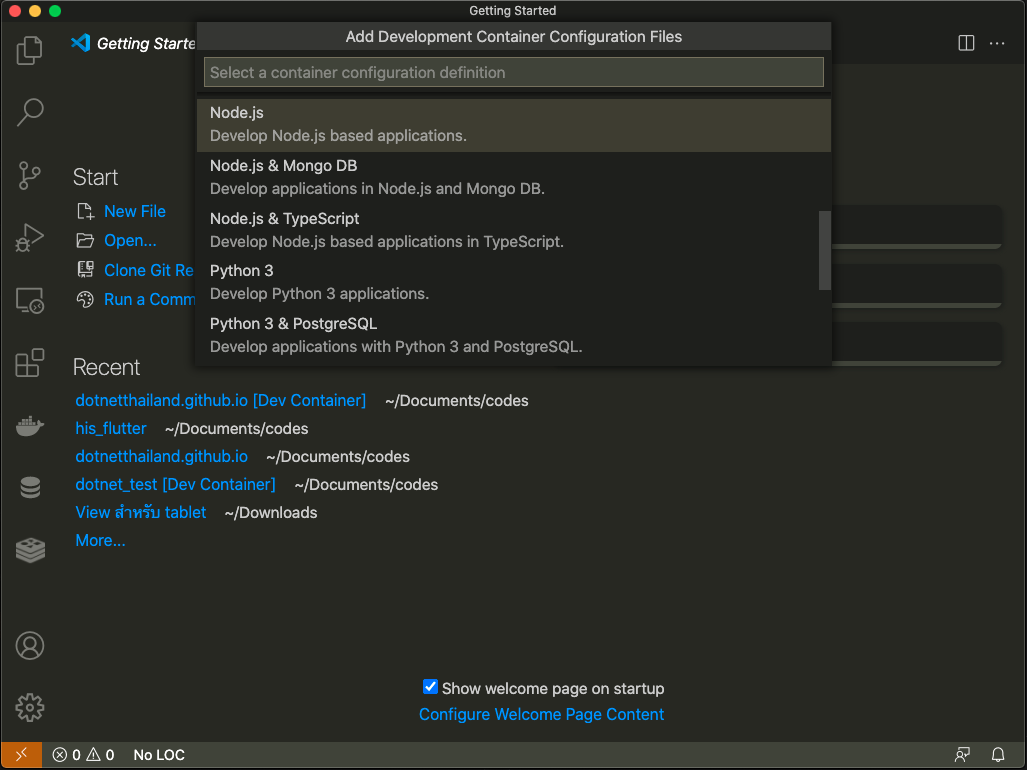 Getting Started
Getting Starte
Add Development Container Configuration Files
Select a container configuration definition
Node.js
Develop Node.js based applications.
Node.js & Mongo DB
Develop applications in Node.js and Mongo DB.
Node.js & TypeScript
Develop Node.js based applications in TypeScript.
Python 3
Develop Python 3 applications.
Python 3 & PostgreSQL
Develop applications with Python 3 and PostgreSQL.
Start
New File
Open...
Clone Git Re
Run a Comm
Recent
dotnetthailand.github.io [Dev Container] ~/Documents/codes
his_flutter ~/Documents/codes
dotnetthailand.github.io ~/Documents/codes
dotnet_test [Dev Container] ~/Documents/codes
View สำหรับ tablet ~/Downloads
More...
Show welcome page on startup
Configure Welcome Page Content
0 0 No LOC